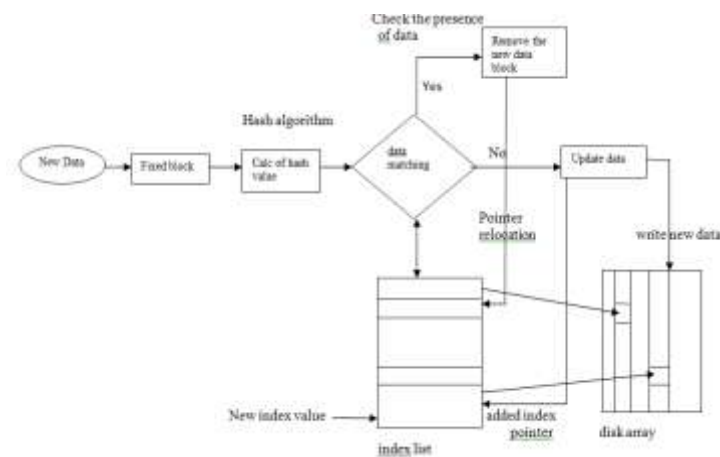 Check the presence
of data
Remove the
new data
block
Yes
Hash algorithm
New Data
Fixed block
Calc of hash
value
data
matching
No
Update data
Pointer
relocation
write new data
New index value
added index
pointer
disk array
index list